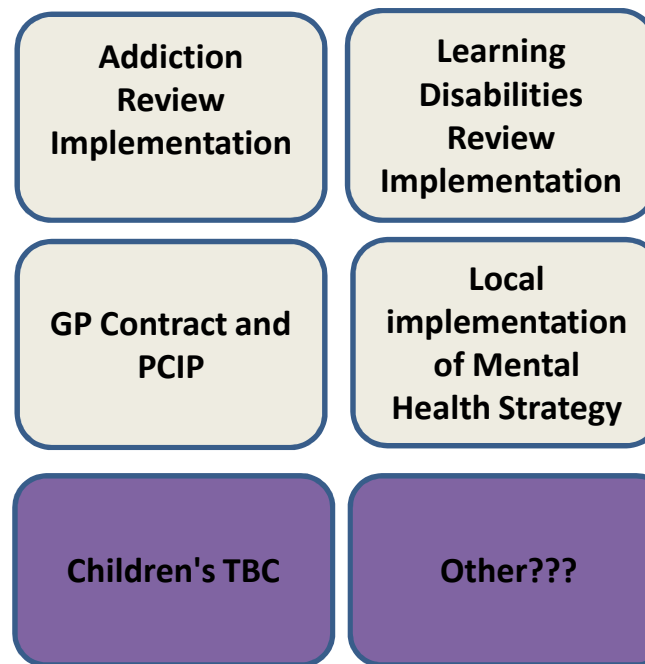 Addiction
Review
Implementation
Learning
Disabilities
Review
Implementation
GP Contract and
PCIP
Local
implementation
of Mental
Health Strategy
Children's TBC
Other???